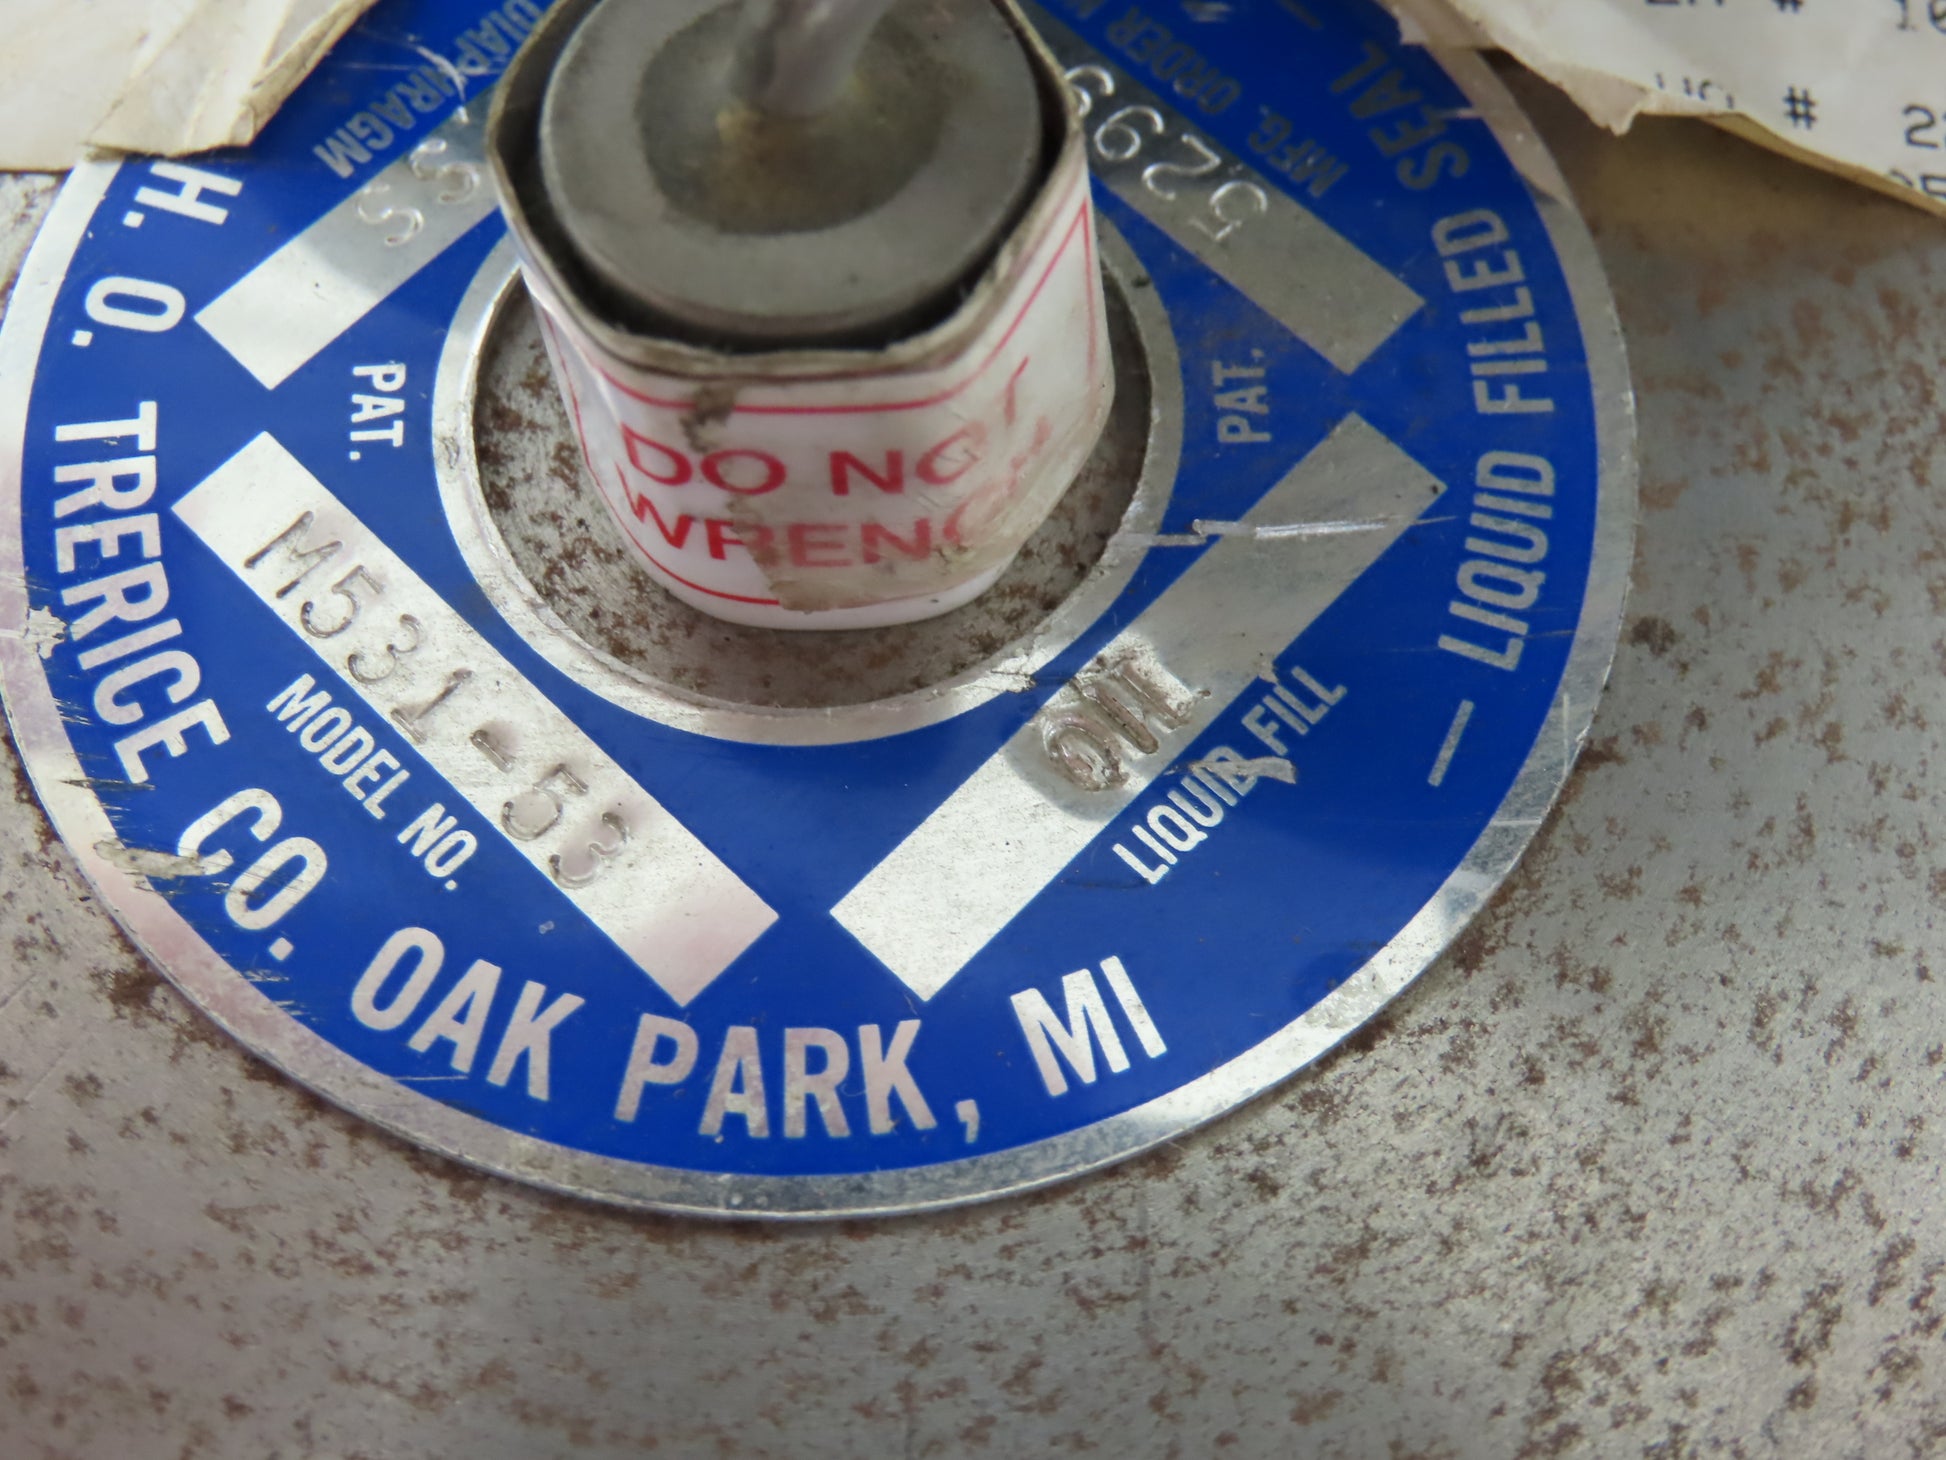 H. O. TRERICE CO. OAK PARK, MI
— LIQUID FILLED SEAL —
DIAPHRAGM
SS
MFG. ORDER
PAT.
PAT.
M531-53
MODEL NO.
OIL
LIQUID FILL
DO NOT
#
#